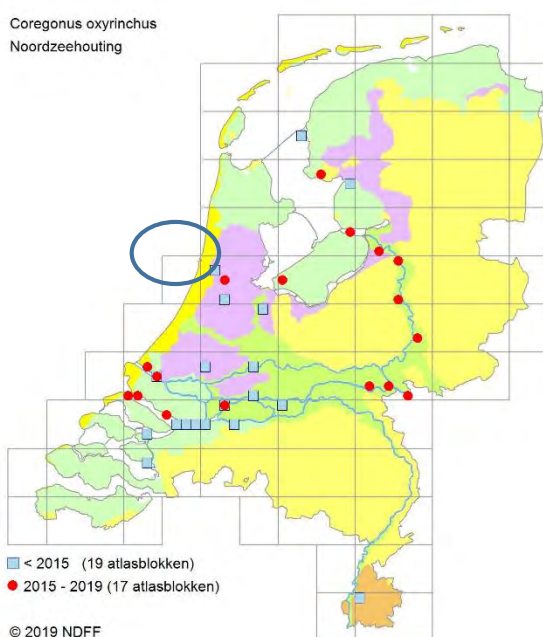 Coregonus oxyrinchus
Noordzeehouting
< 2015 (19 atlasblokken)
2015 - 2019 (17 atlasblokken)
© 2019 NDFF